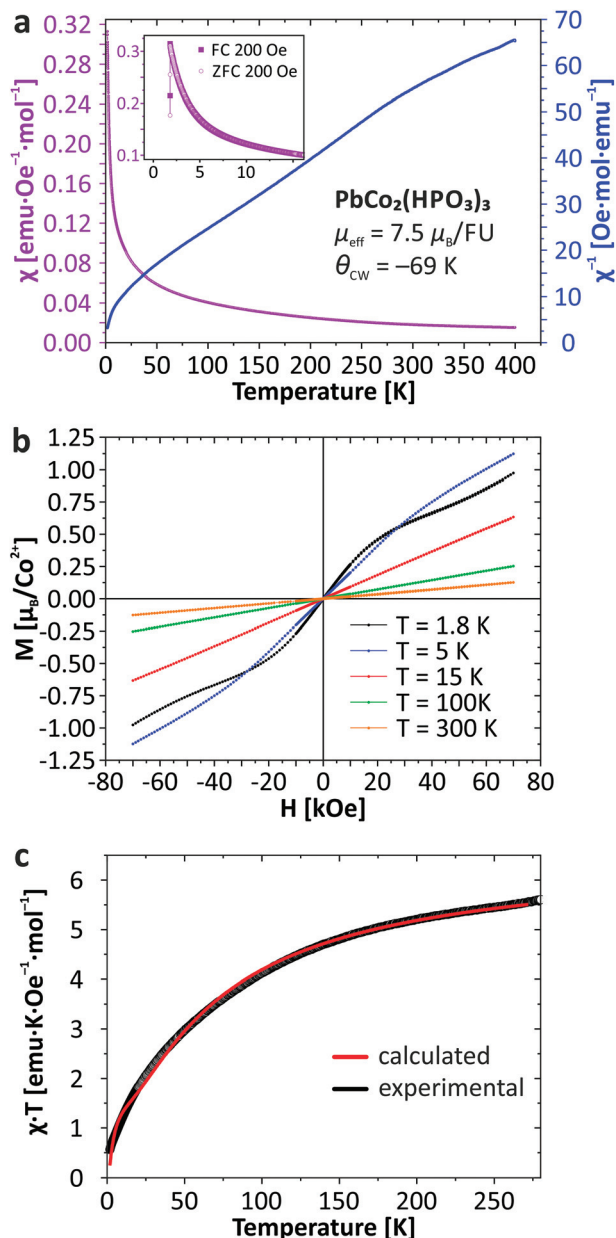 a
0.32
0.28
0.24
0.20
0.16
0.12
0.08
0.04
0.00
χ [emu·Oe⁻¹·mol⁻¹]
0.3
0.2
0.1
0
5
10
FC 200 Oe
ZFC 200 Oe
PbCo₂(HPO₃)₃
μeff = 7.5 μB/FU
θCW = –69 K
70
60
50
40
30
20
10
0
χ⁻¹ [Oe·mol·emu⁻¹]
0 50 100 150 200 250 300 350 400
Temperature [K]
b
1.25
1.00
0.75
0.50
0.25
0.00
-0.25
-0.50
-0.75
-1.00
-1.25
M [μB/Co²⁺]
T = 1.8 K
T = 5 K
T = 15 K
T = 100K
T = 300 K
-80 -60 -40 -20 0 20 40 60 80
H [kOe]
c
6
5
4
3
2
1
0
χ·T [emu·K·Oe⁻¹·mol⁻¹]
calculated
experimental
0 50 100 150 200 250
Temperature [K]